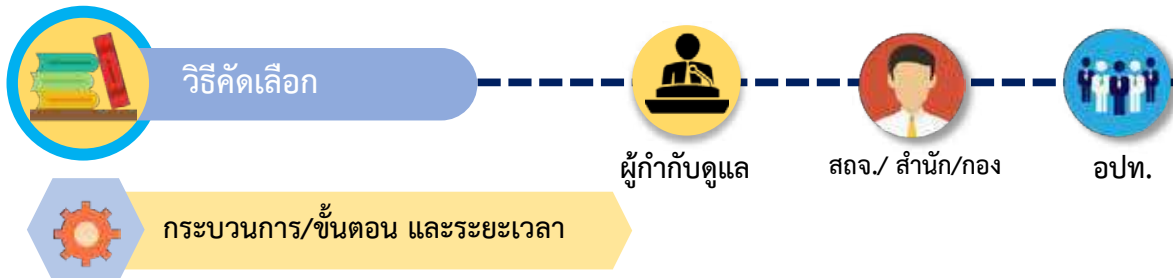 วิธีคัดเลือก
ผู้กำกับดูแล
สถจ./ สำนัก/กอง
อปท.
กระบวนการ/ขั้นตอน และระยะเวลา